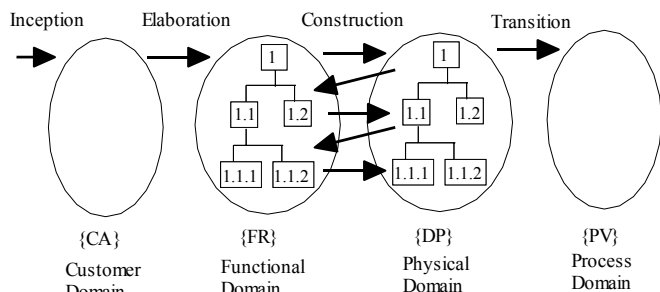 Inception Elaboration Construction Transition
1 1
1.1 1.2 1.1 1.2
1.1.1 1.1.2 1.1.1 1.1.2
{CA} {FR} {DP} {PV}
Customer Functional Physical Process
Domain Domain Domain Domain